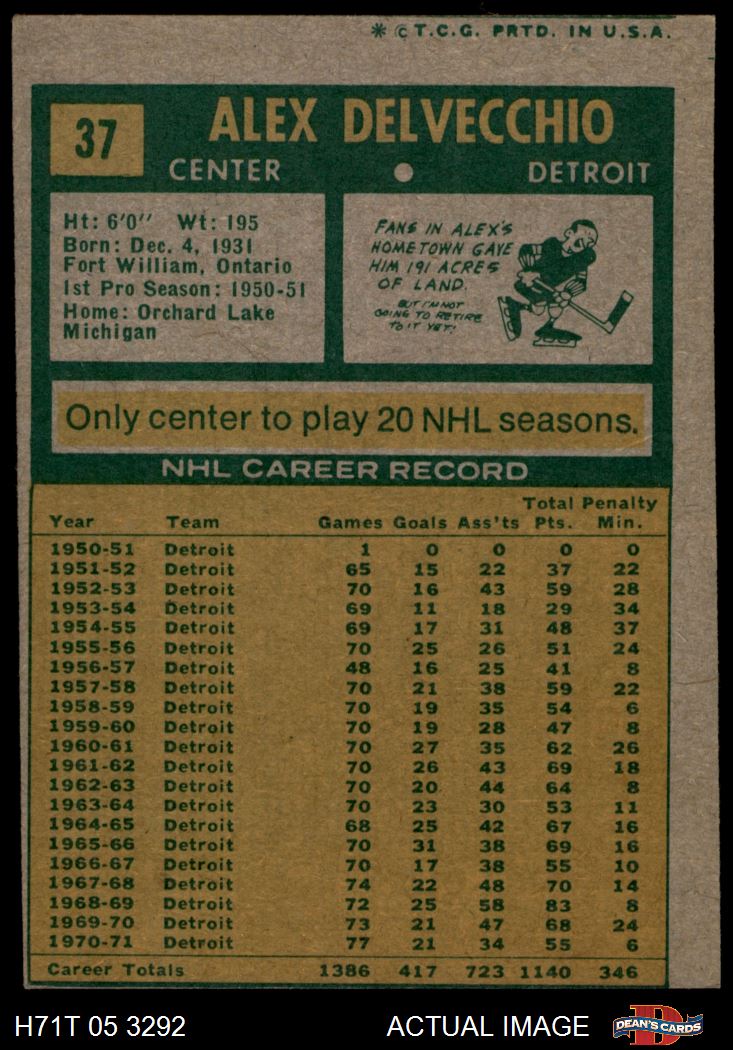 * © T.C.G. PRTD. IN U.S.A.
37
ALEX DELVECCHIO
CENTER ● DETROIT
Ht: 6'0" Wt: 195
Born: Dec. 4, 1931
Fort William, Ontario
1st Pro Season: 1950-51
Home: Orchard Lake
Michigan
FANS IN ALEX'S
HOMETOWN GAVE
HIM 191 ACRES
OF LAND.
BUT I'M NOT
GOING TO RETIRE
TO IT YET!
Only center to play 20 NHL seasons.
NHL CAREER RECORD
Total Penalty
Year Team Games Goals Ass'ts Pts. Min.
1950-51 Detroit 1 0 0 0 0
1951-52 Detroit 65 15 22 37 22
1952-53 Detroit 70 16 43 59 28
1953-54 Detroit 69 11 18 29 34
1954-55 Detroit 69 17 31 48 37
1955-56 Detroit 70 25 26 51 24
1956-57 Detroit 48 16 25 41 8
1957-58 Detroit 70 21 38 59 22
1958-59 Detroit 70 19 35 54 6
1959-60 Detroit 70 19 28 47 8
1960-61 Detroit 70 27 35 62 26
1961-62 Detroit 70 26 43 69 18
1962-63 Detroit 70 20 44 64 8
1963-64 Detroit 70 23 30 53 11
1964-65 Detroit 68 25 42 67 16
1965-66 Detroit 70 31 38 69 16
1966-67 Detroit 70 17 38 55 10
1967-68 Detroit 74 22 48 70 14
1968-69 Detroit 72 25 58 83 8
1969-70 Detroit 73 21 47 68 24
1970-71 Detroit 77 21 34 55 6
Career Totals 1386 417 723 1140 346
H71T 05 3292 ACTUAL IMAGE
D
DEAN'S CARDS